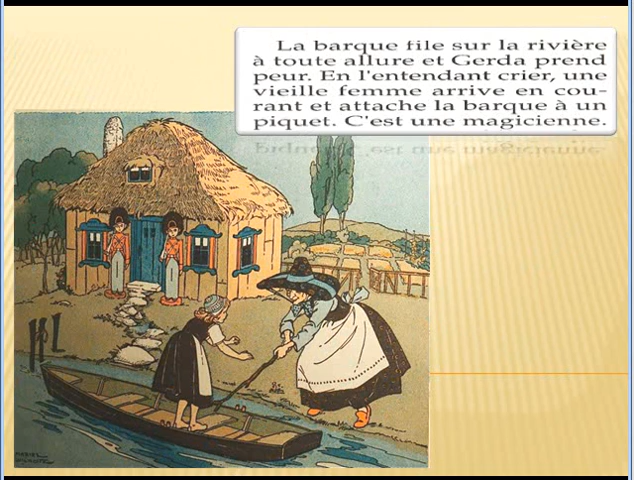 La barque file sur la rivière
à toute allure et Gerda prend
peur. En l'entendant crier, une
vieille femme arrive en cou-
rant et attache la barque à un
piquet. C'est une magicienne.